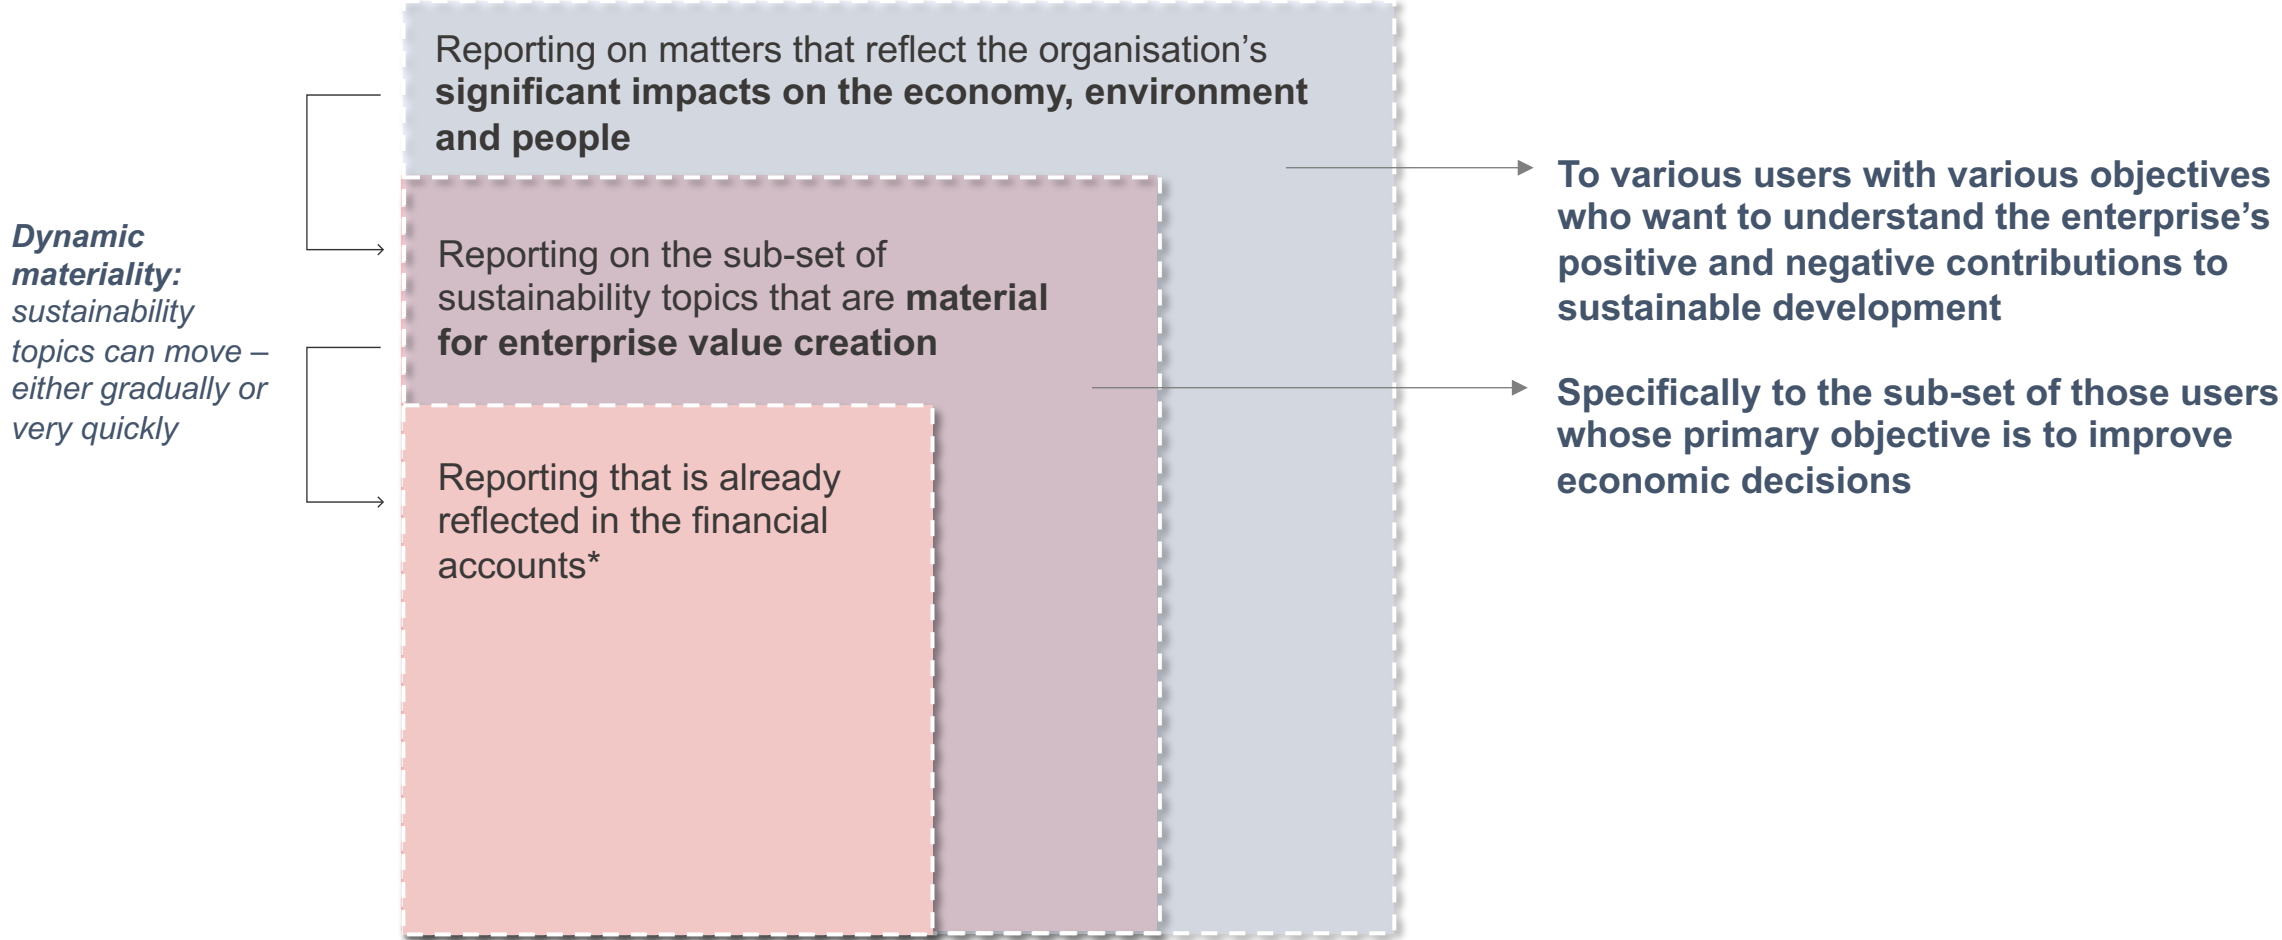 Reporting on matters that reflect the organisation’s
significant impacts on the economy, environment
and people
Dynamic
materiality:
sustainability
topics can move –
either gradually or
very quickly
Reporting on the sub-set of
sustainability topics that are material
for enterprise value creation
Reporting that is already
reflected in the financial
accounts*
To various users with various objectives
who want to understand the enterprise’s
positive and negative contributions to
sustainable development
Specifically to the sub-set of those users
whose primary objective is to improve
economic decisions